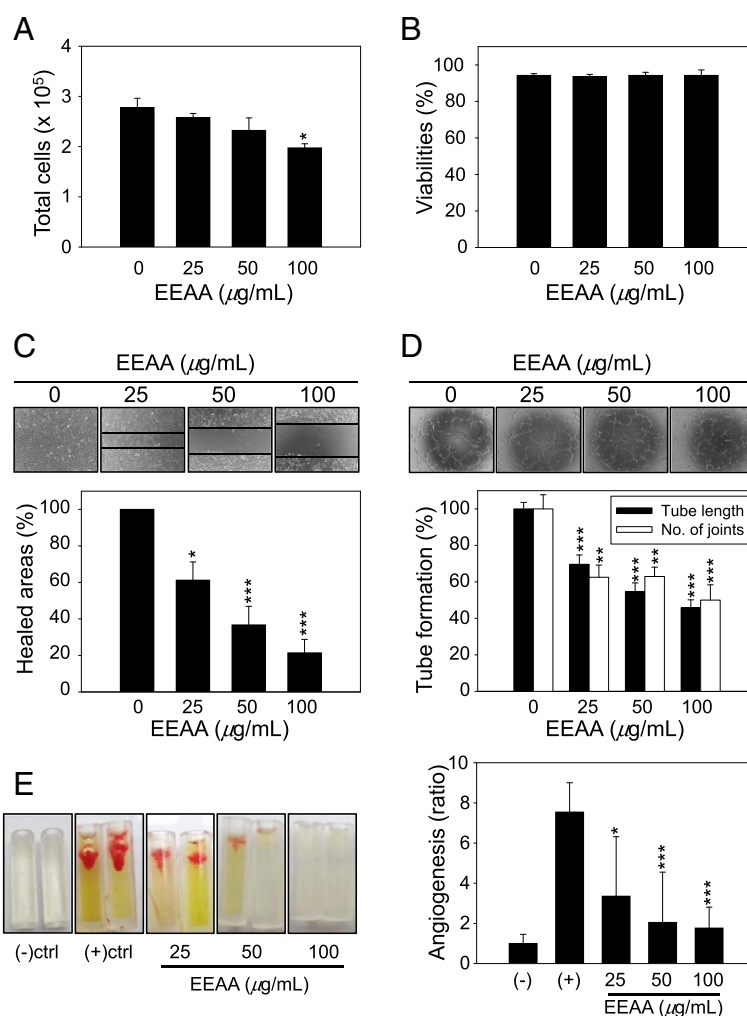 A
Total cells (x 10⁵)
4
3
2
1
0
*
0 25 50 100
EEAA (μg/mL)
B
Viabilities (%)
100
80
60
40
20
0
0 25 50 100
EEAA (μg/mL)
C
EEAA (μg/mL)
0 25 50 100
Healed areas (%)
100
80
60
40
20
0
* *** ***
0 25 50 100
EEAA (μg/mL)
D
EEAA (μg/mL)
0 25 50 100
Tube formation (%)
100
80
60
40
20
0
Tube length
No. of joints
*** ** *** ** *** ***
0 25 50 100
EEAA (μg/mL)
E
(-)ctrl (+)ctrl 25 50 100
EEAA (μg/mL)
Angiogenesis (ratio)
10
8
6
4
2
0
* *** ***
(-) (+) 25 50 100
EEAA (μg/mL)